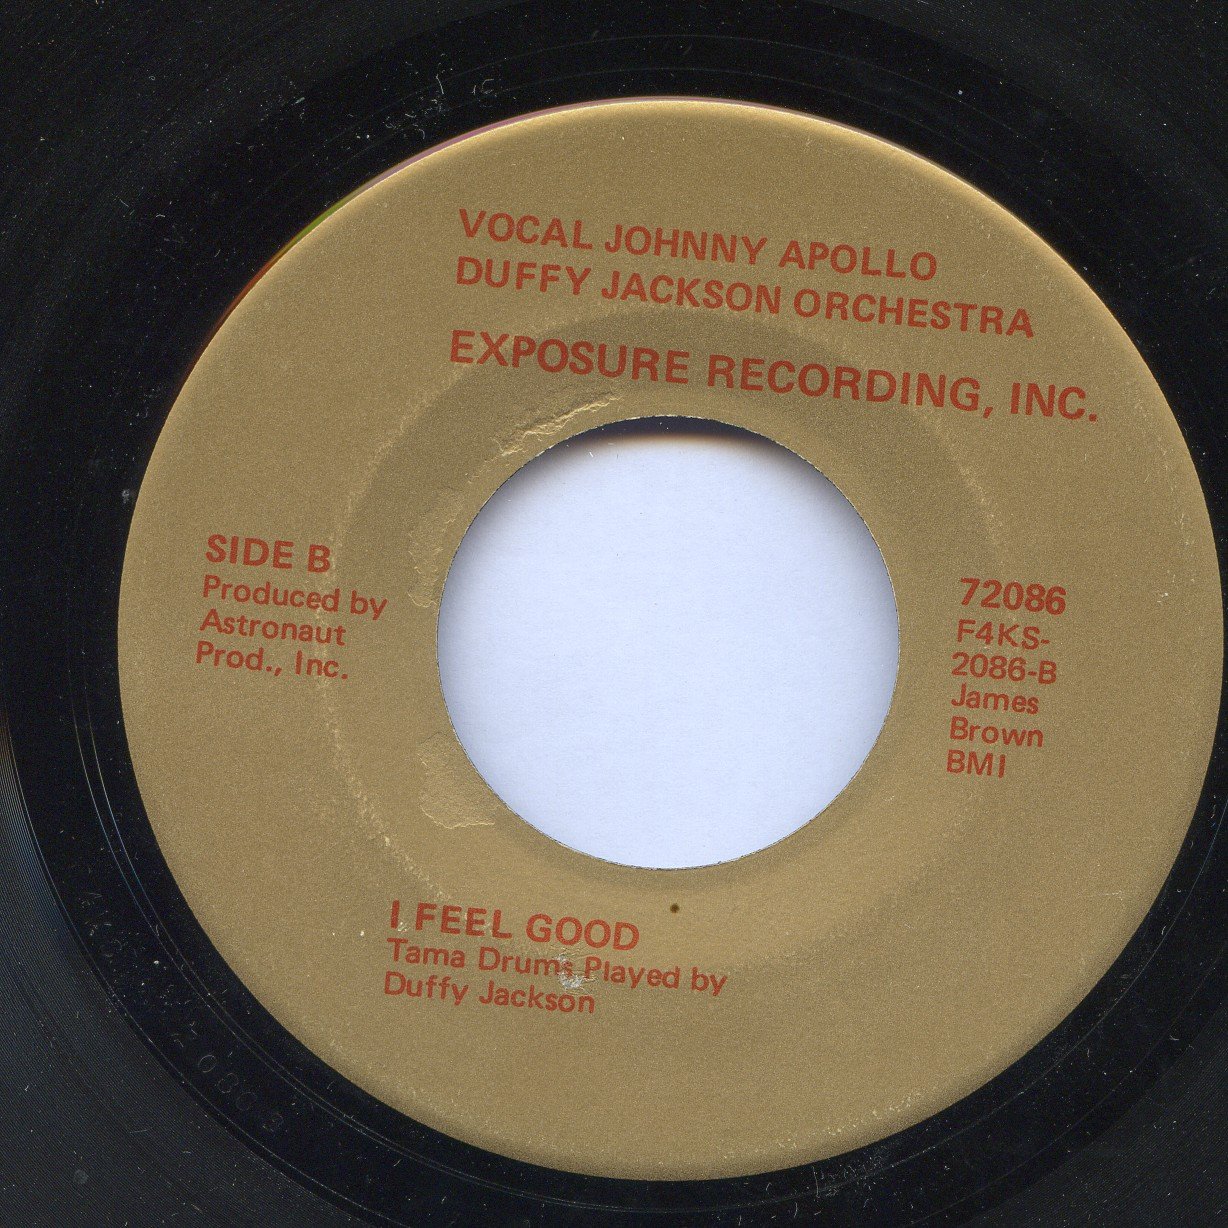 VOCAL JOHNNY APOLLO
DUFFY JACKSON ORCHESTRA
EXPOSURE RECORDING, INC.
SIDE B
Produced by
Astronaut
Prod., Inc.
72086
F4KS-
2086-B
James
Brown
BMI
I FEEL GOOD
Tama Drums Played by
Duffy Jackson